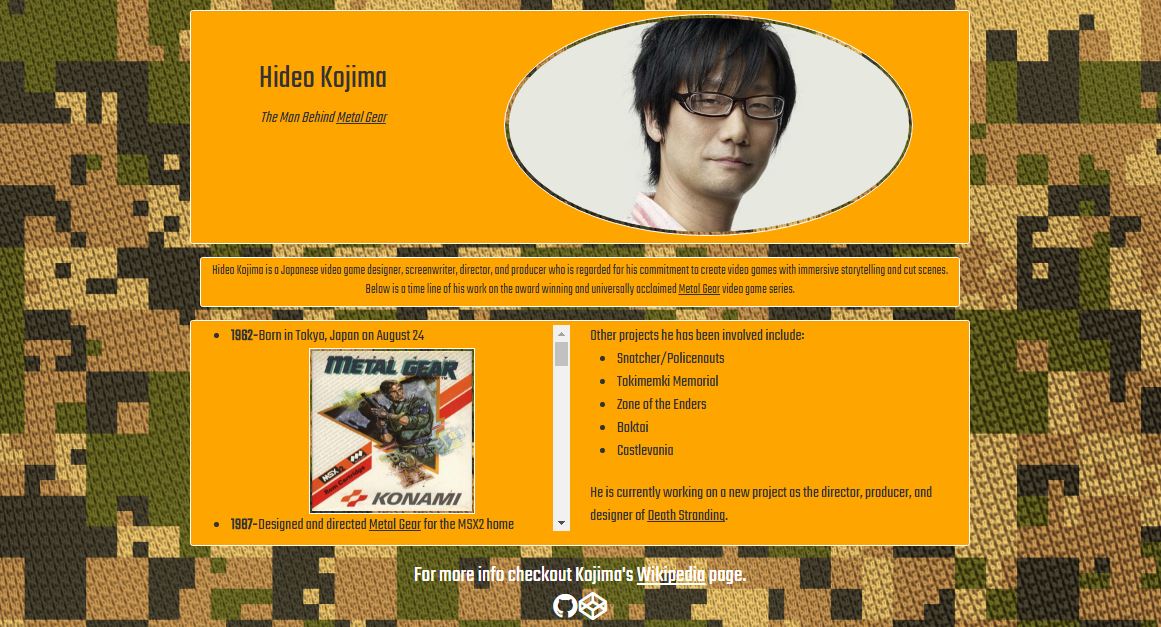 Hideo Kojima
The Man Behind Metal Gear
Hideo Kojima is a Japanese video game designer, screenwriter, director, and producer who is regarded for his commitment to create video games with immersive storytelling and cut scenes.
Below is a time line of his work on the award winning and universally acclaimed Metal Gear video game series.
1962-Born in Tokyo, Japan on August 24
METAL GEAR
MSX2
Rom Cartridge
KONAMI
1987-Designed and directed Metal Gear for the MSX2 home
Other projects he has been involved include:
Snatcher/Policenauts
Tokimemki Memorial
Zone of the Enders
Boktai
Castlevania
He is currently working on a new project as the director, producer, and
designer of Death Stranding.
For more info checkout Kojima's Wikipedia page.